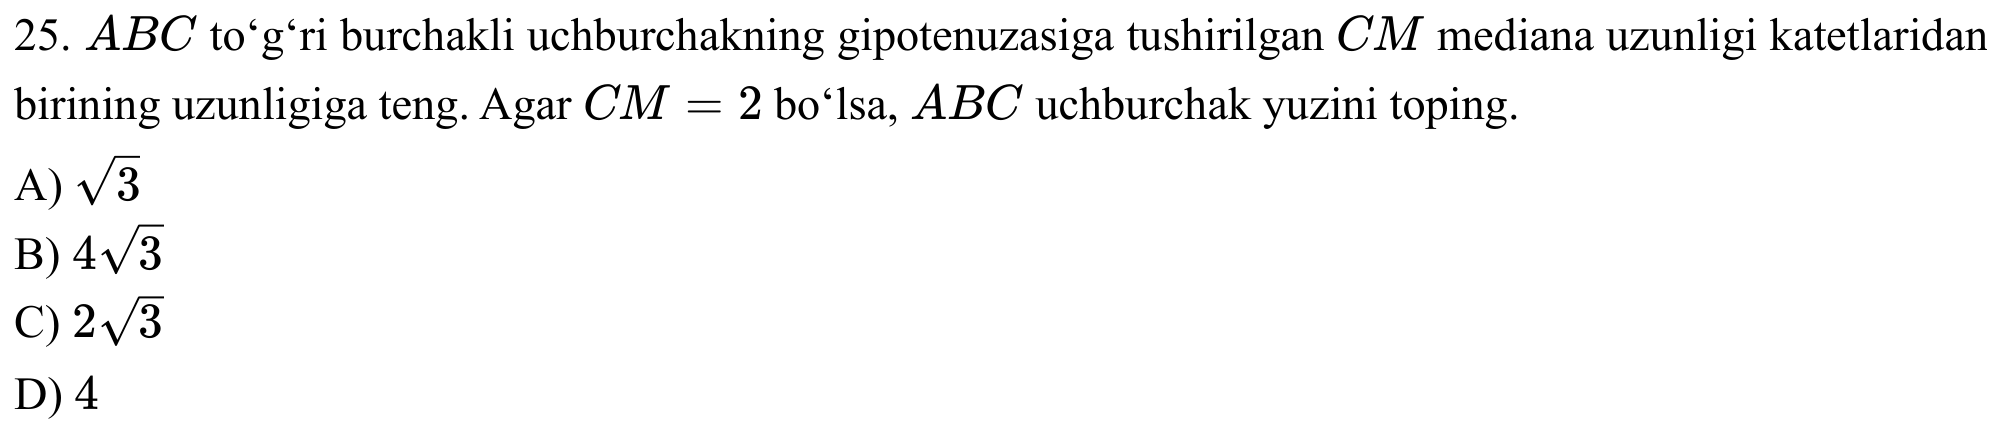 25. ABC to‘g‘ri burchakli uchburchakning gipotenuzasiga tushirilgan CM mediana uzunligi katetlaridan
birining uzunligiga teng. Agar CM = 2 bo‘lsa, ABC uchburchak yuzini toping.
A) √3
B) 4√3
C) 2√3
D) 4